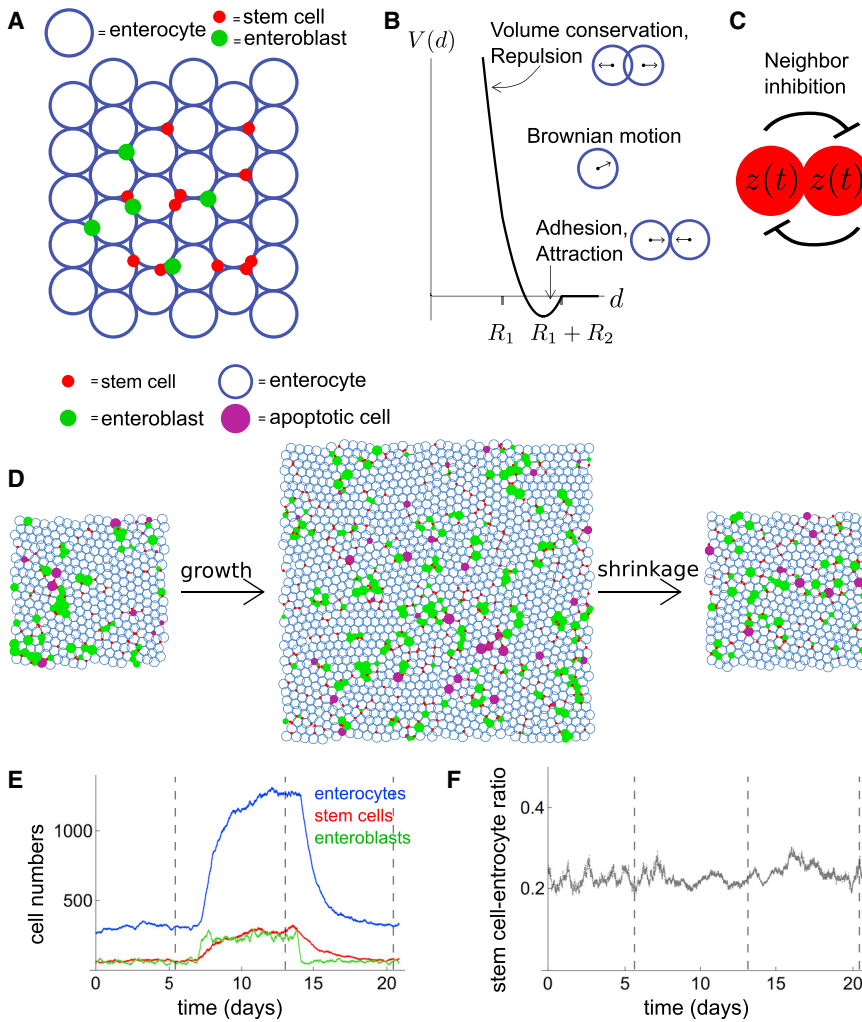 A
= enterocyte
= stem cell
= enteroblast
B
V(d)
Volume conservation,
Repulsion
Brownian motion
Adhesion,
Attraction
d
R1
R1 + R2
C
Neighbor
inhibition
z(t) z(t)
= stem cell
= enterocyte
= enteroblast
= apoptotic cell
D
growth
shrinkage
E
cell numbers
1000
500
enterocytes
stem cells
enteroblasts
0 5 10 15 20
time (days)
F
stem cell-entrocyte ratio
0.4
0.2
0 5 10 15 20
time (days)